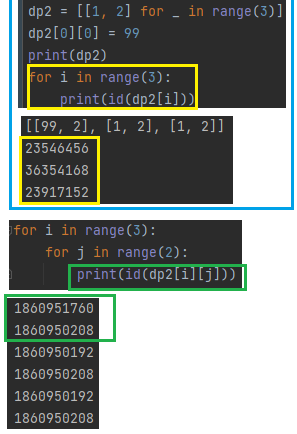 dp2 = [[1, 2] for _ in range(3)]
dp2[0][0] = 99
print(dp2)
for i in range(3):
    print(id(dp2[i]))
[[99, 2], [1, 2], [1, 2]]
23546456
36354168
23917152
for i in range(3):
    for j in range(2):
        print(id(dp2[i][j]))
1860951760
1860950208
1860950192
1860950208
1860950192
1860950208